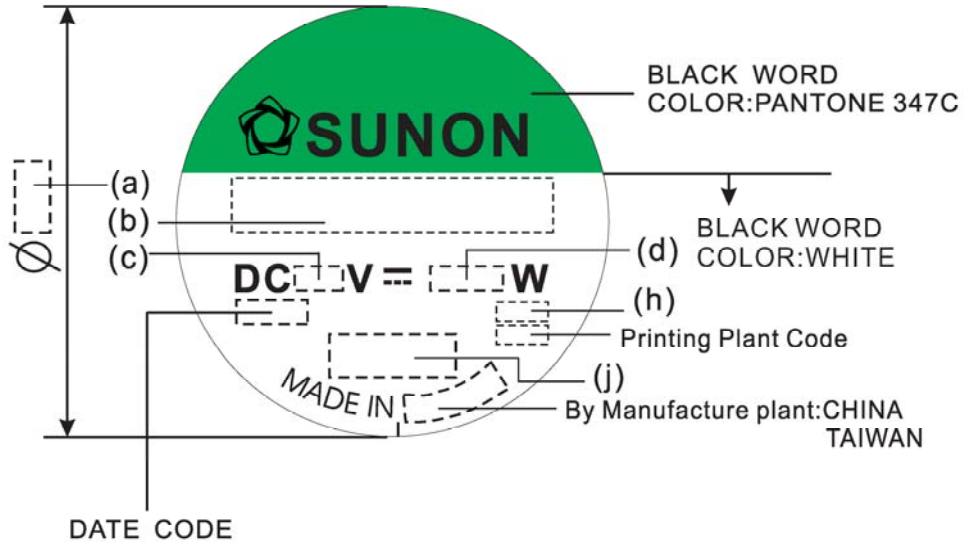 BLACK WORD
COLOR:PANTONE 347C
SUNON
(a)
(b)
BLACK WORD
COLOR:WHITE
(c)
(d)
DC V W
(h)
Printing Plant Code
(j)
MADE IN
By Manufacture plant:CHINA
TAIWAN
DATE CODE